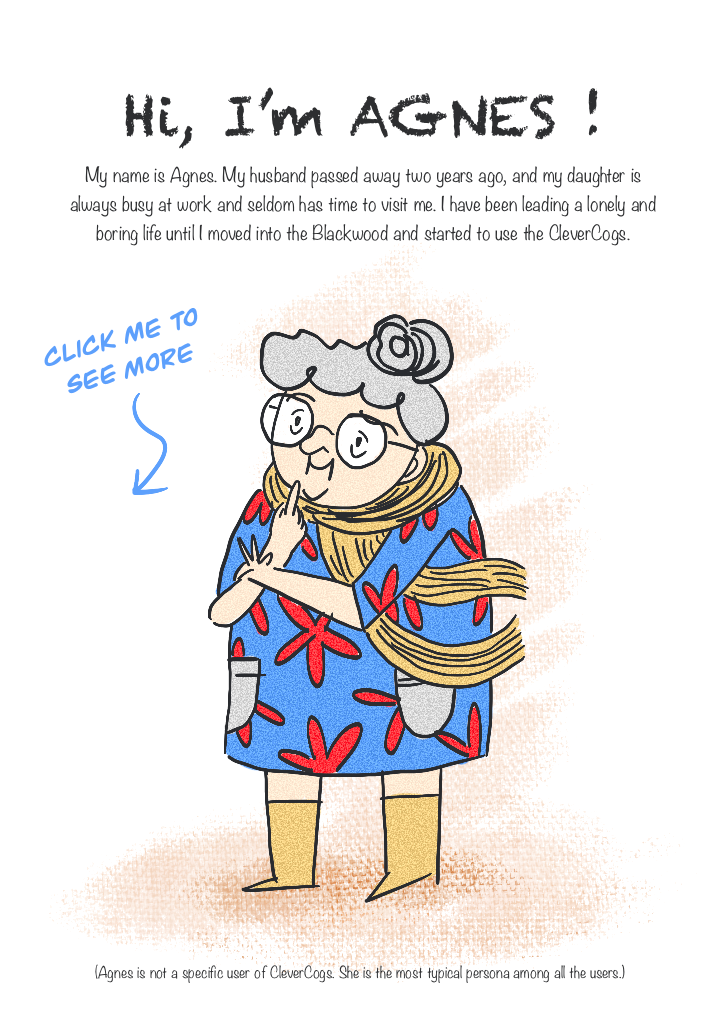 Hi, I'm AGNES !
My name is Agnes. My husband passed away two years ago, and my daughter is
always busy at work and seldom has time to visit me. I have been leading a lonely and
boring life until I moved into the Blackwood and started to use the CleverCogs.
CLICK ME TO
SEE MORE
(Agnes is not a specific user of CleverCogs. She is the most typical persona among all the users.)